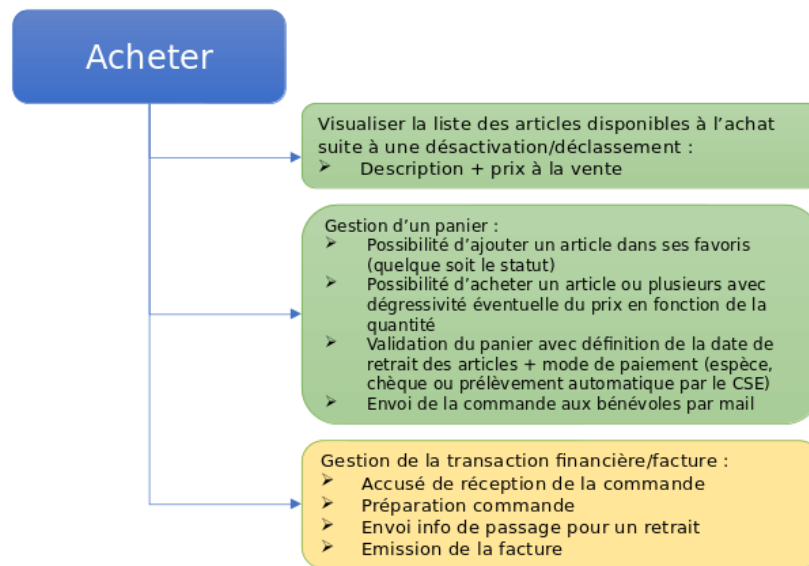 Acheter
Visualiser la liste des articles disponibles à l’achat
suite à une désactivation/déclassement :
➢ Description + prix à la vente
Gestion d’un panier :
➢ Possibilité d’ajouter un article dans ses favoris
(quelque soit le statut)
➢ Possibilité d’acheter un article ou plusieurs avec
dégressivité éventuelle du prix en fonction de la
quantité
➢ Validation du panier avec définition de la date de
retrait des articles + mode de paiement (espèce,
chèque ou prélèvement automatique par le CSE)
➢ Envoi de la commande aux bénévoles par mail
Gestion de la transaction financière/facture :
➢ Accusé de réception de la commande
➢ Préparation commande
➢ Envoi info de passage pour un retrait
➢ Emission de la facture